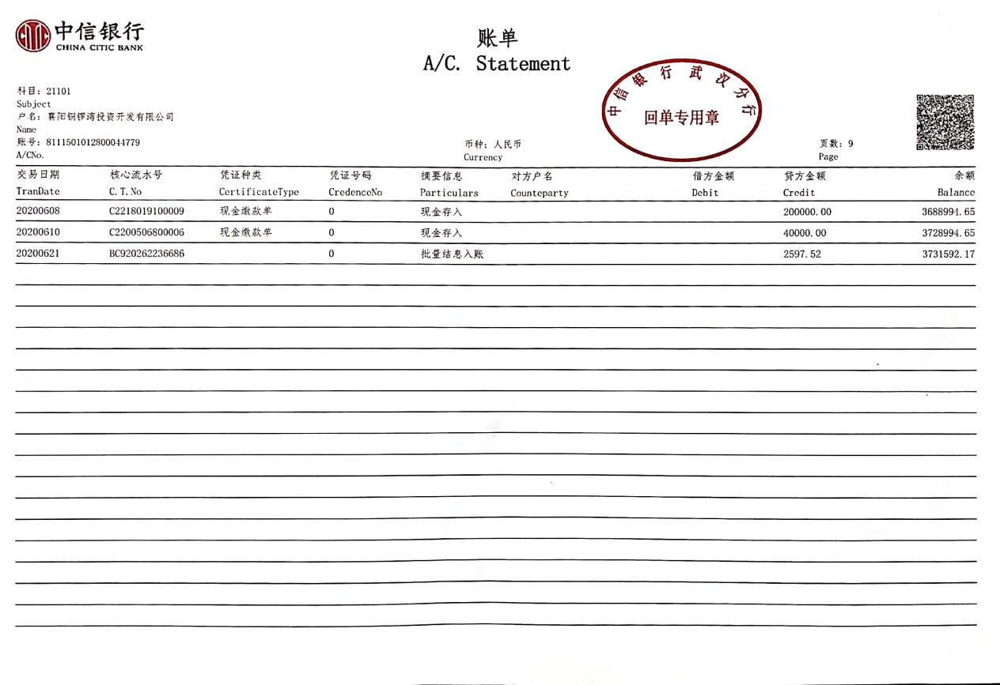 中信银行
CHINA CITIC BANK
账单
A/C. Statement
中信银行武汉分行
回单专用章
科目: 21101
Subject
户名: 襄阳铜锣湾投资开发有限公司
Name
账号: 8111501012800044779 币种: 人民币 页数: 9
A/CNo. Currency Page
交易日期 核心流水号 凭证种类 凭证号码 摘要信息 对方户名 借方金额 贷方金额 余额
TranDate C.T.No CertificateType CredenceNo Particulars Counteparty Debit Credit Balance
20200608 C2218019100009 现金缴款单 0 现金存入 200000.00 3688994.65
20200610 C2200506800006 现金缴款单 0 现金存入 40000.00 3728994.65
20200621 BC920262236686 0 批量结息入账 2597.52 3731592.17